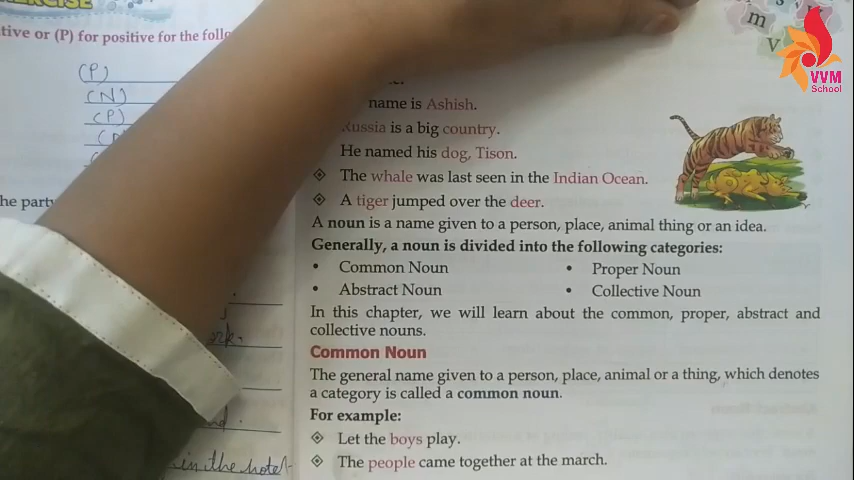 ERCISE
tive or (P) for positive for the foll
(P)
(N)
(P)
he party
in the hotel
m
v
VVM
School
name is Ashish.
Russia is a big country.
He named his dog, Tison.
The whale was last seen in the Indian Ocean.
A tiger jumped over the deer.
A noun is a name given to a person, place, animal thing or an idea.
Generally, a noun is divided into the following categories:
• Common Noun • Proper Noun
• Abstract Noun • Collective Noun
In this chapter, we will learn about the common, proper, abstract and
collective nouns.
Common Noun
The general name given to a person, place, animal or a thing, which denotes
a category is called a common noun.
For example:
Let the boys play.
The people came together at the march.